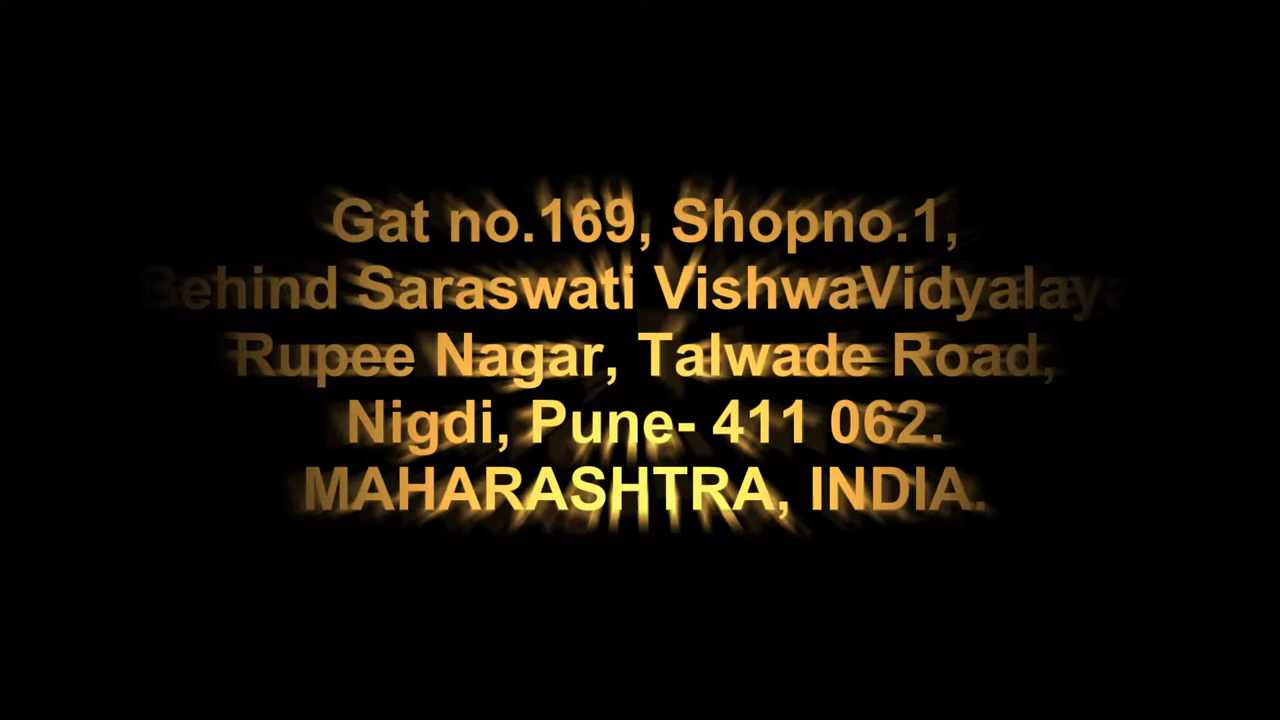 Gat no.169, Shopno.1,
Behind Saraswati VishwaVidyalaya
Rupee Nagar, Talwade Road,
Nigdi, Pune- 411 062.
MAHARASHTRA, INDIA.